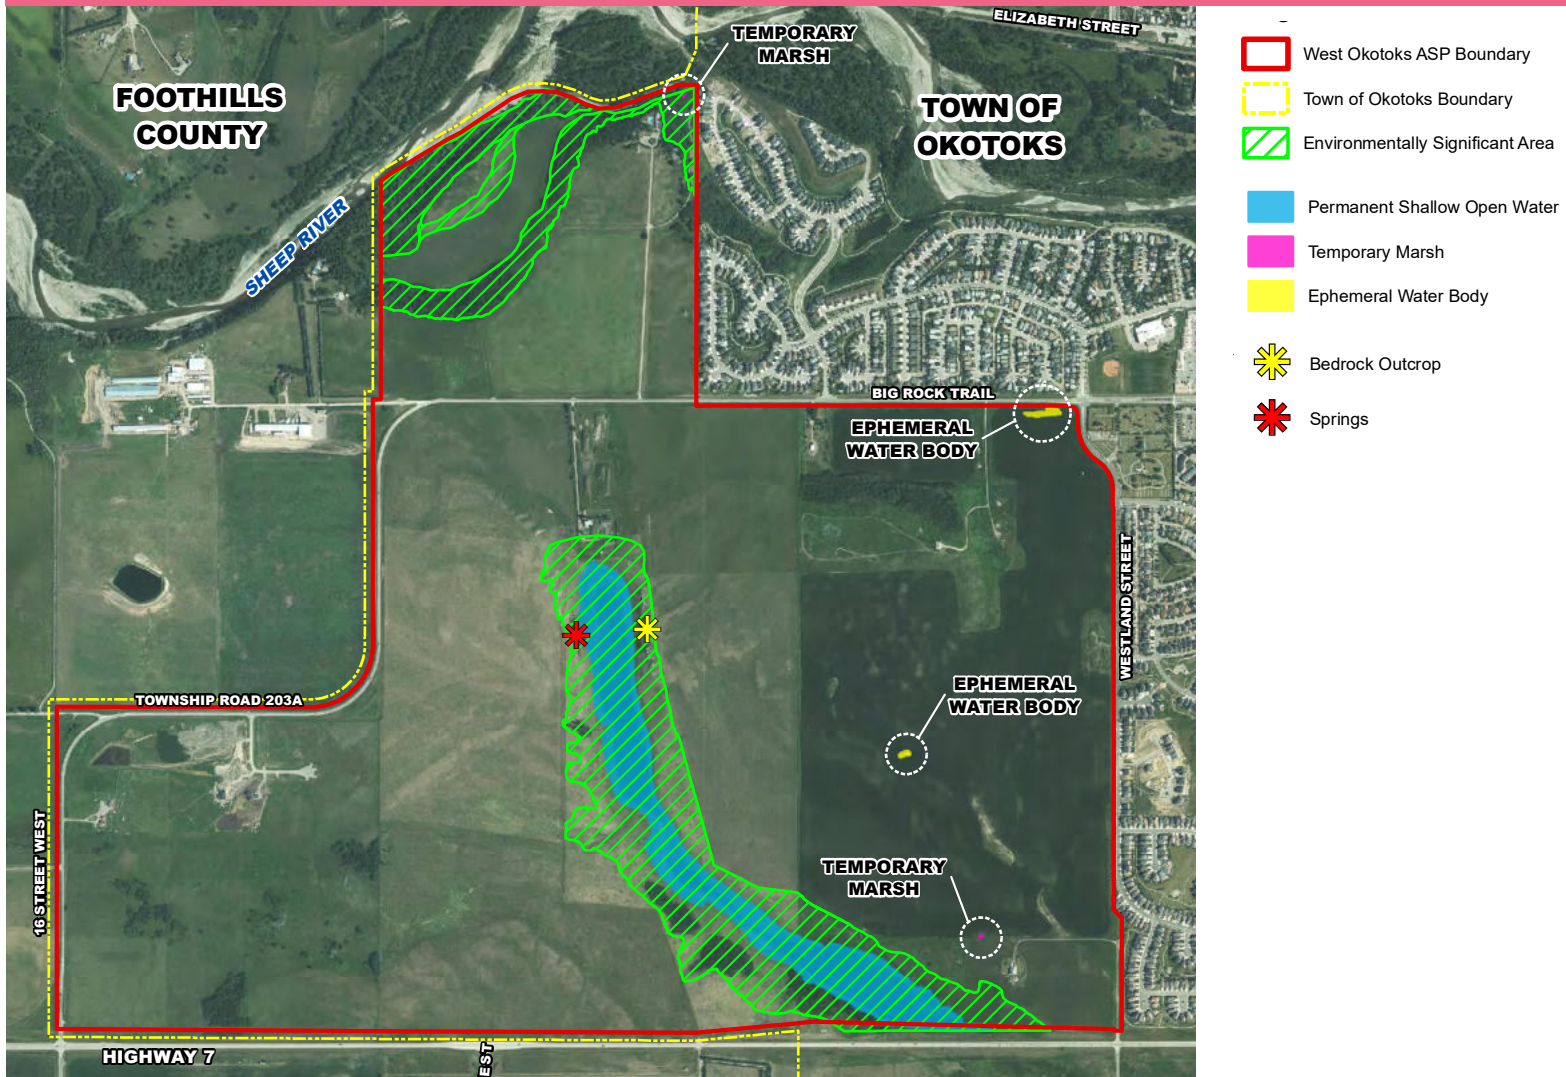 ELIZABETH STREET
TEMPORARY
MARSH
FOOTHILLS
COUNTY
TOWN OF
OKOTOKS
SHEEP RIVER
BIG ROCK TRAIL
EPHEMERAL
WATER BODY
WESTLAND STREET
TOWNSHIP ROAD 203A
EPHEMERAL
WATER BODY
16 STREET WEST
TEMPORARY
MARSH
HIGHWAY 7
EST
West Okotoks ASP Boundary
Town of Okotoks Boundary
Environmentally Significant Area
Permanent Shallow Open Water
Temporary Marsh
Ephemeral Water Body
Bedrock Outcrop
Springs